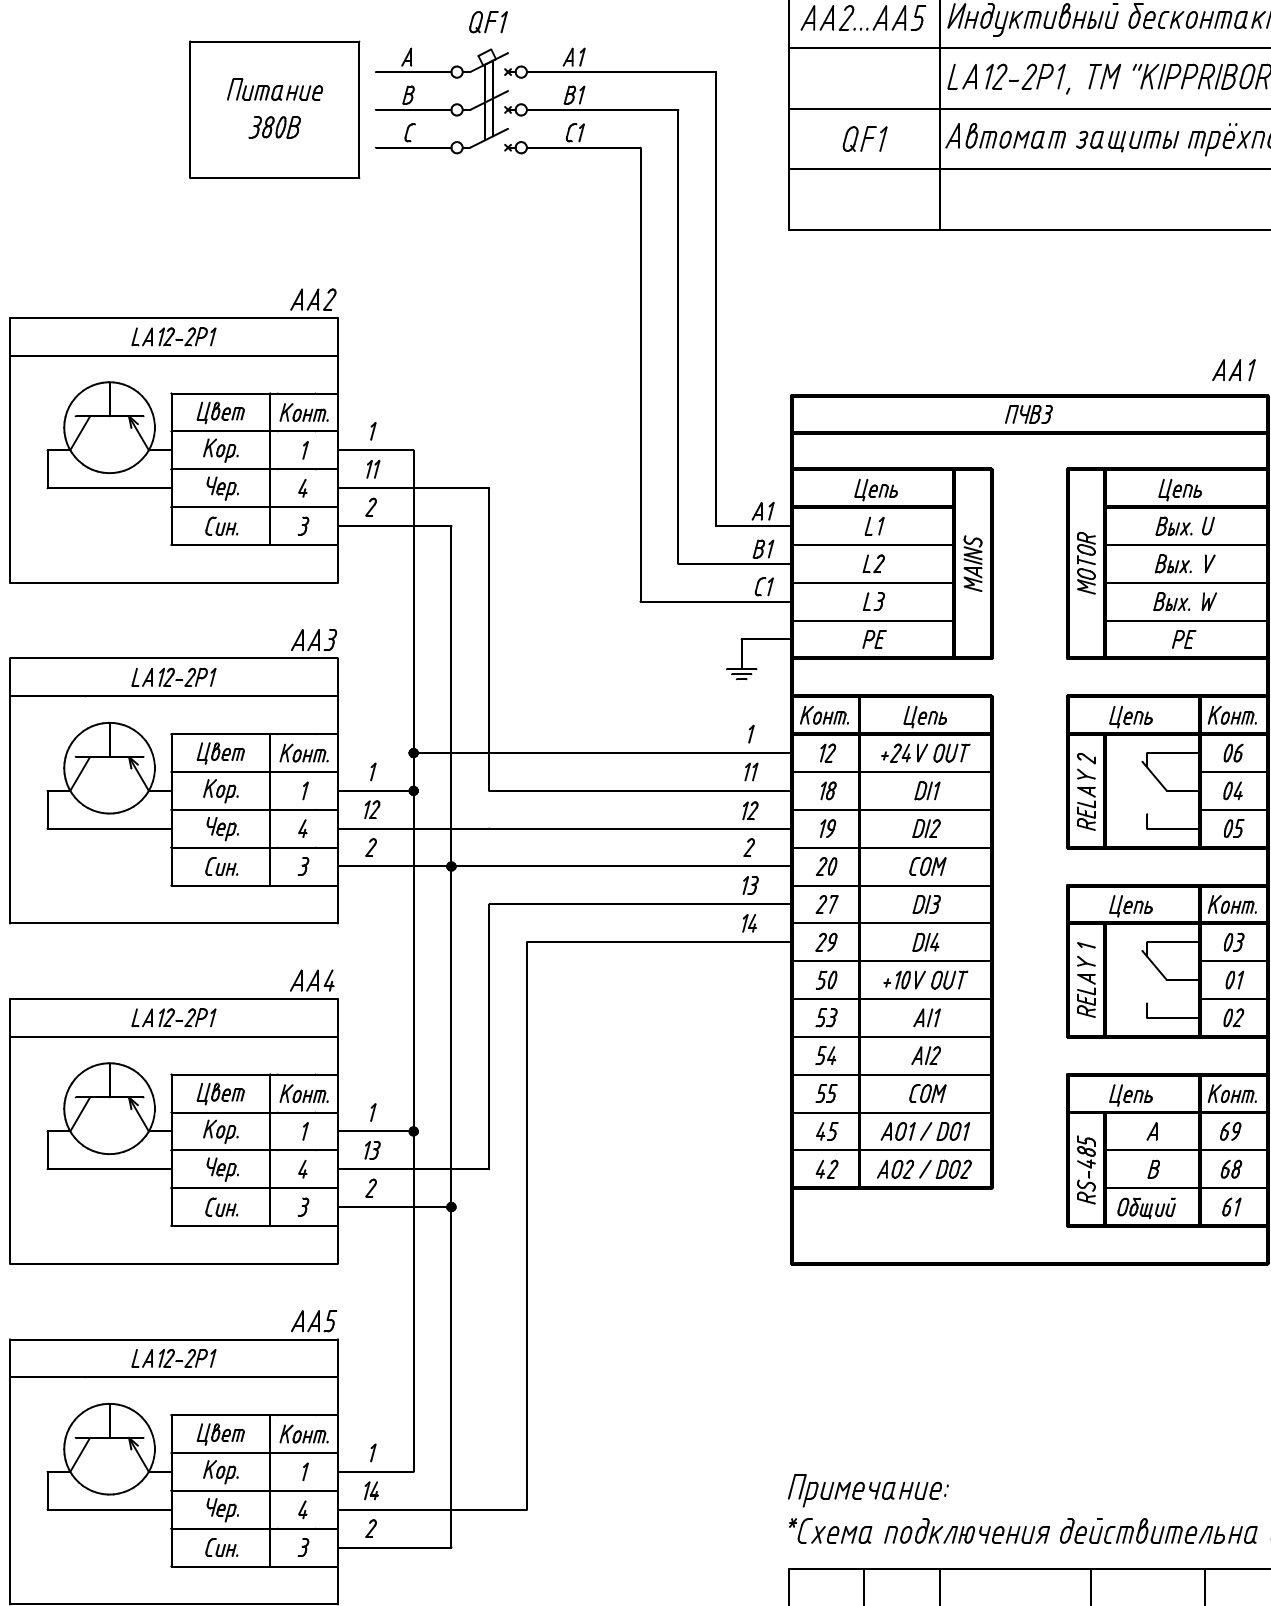 QF1
AA2...AA5 Индуктивный бесконтак
LA12-2P1, ТМ "KIPPRIBOR
QF1 Автомат защиты трёхп
Питание
380В
A A1
B B1
C C1
AA2
LA12-2P1
Цвет Конт.
Кор. 1 1
Чер. 4 11
Син. 3 2
AA3
LA12-2P1
Цвет Конт.
Кор. 1 1
Чер. 4 12
Син. 3 2
AA4
LA12-2P1
Цвет Конт.
Кор. 1 1
Чер. 4 13
Син. 3 2
AA5
LA12-2P1
Цвет Конт.
Кор. 1 1
Чер. 4 14
Син. 3 2
AA1
ПЧВ3
Цепь
A1 L1
B1 L2
C1 L3
PE
MAINS
MOTOR
Цепь
Вых. U
Вых. V
Вых. W
PE
Конт. Цепь
1 12 +24V OUT
11 18 DI1
12 19 DI2
2 20 COM
13 27 DI3
14 29 DI4
50 +10V OUT
53 AI1
54 AI2
55 COM
45 AO1 / DO1
42 AO2 / DO2
Цепь Конт.
RELAY 2
06
04
05
Цепь Конт.
RELAY 1
03
01
02
Цепь Конт.
RS-485
A 69
B 68
Общий 61
Примечание:
*Схема подключения действительна